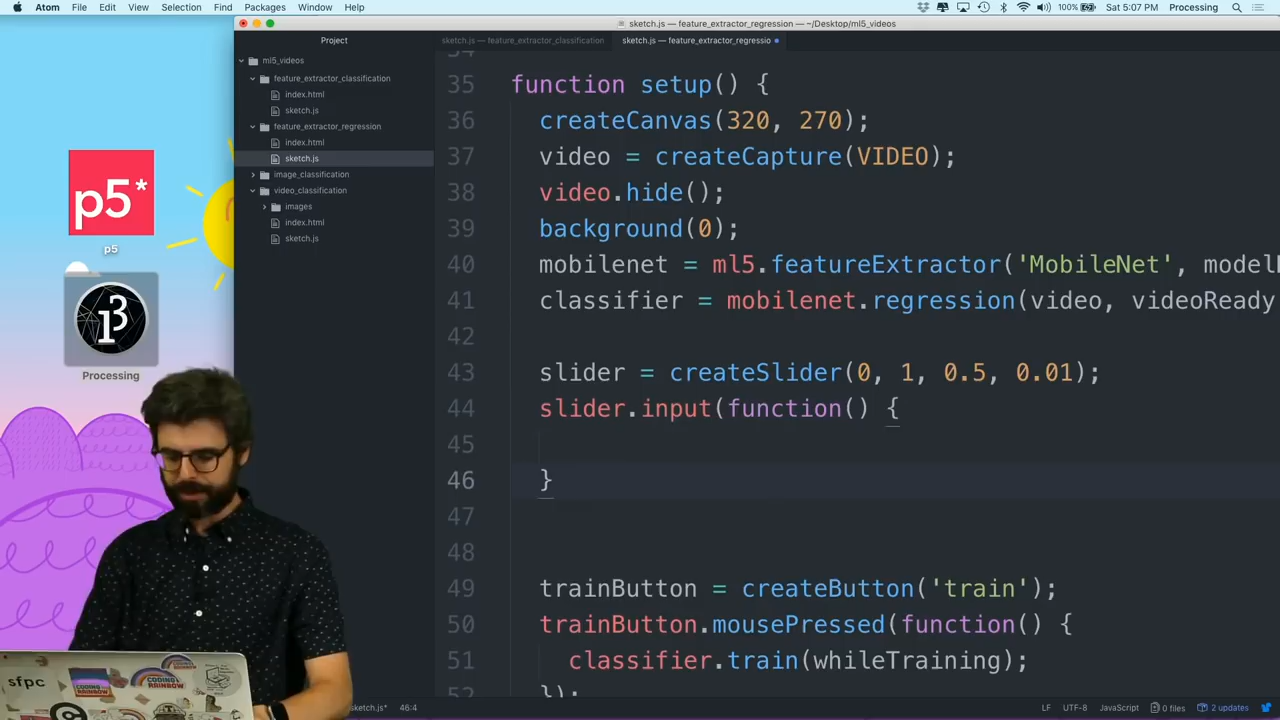 Atom File Edit View Selection Find Packages Window Help 100% Sat 5:07 PM Processing
sketch.js — feature_extractor_regression — ~/Desktop/ml5_videos
Project
sketch.js — feature_extractor_classification
sketch.js — feature_extractor_regressio
ml5_videos
feature_extractor_classification
index.html
sketch.js
feature_extractor_regression
index.html
sketch.js
image_classification
video_classification
images
index.html
sketch.js
p5*
p5
Processing
34
35 function setup() {
36 createCanvas(320, 270);
37 video = createCapture(VIDEO);
38 video.hide();
39 background(0);
40 mobilenet = ml5.featureExtractor('MobileNet', model
41 classifier = mobilenet.regression(video, videoReady
42
43 slider = createSlider(0, 1, 0.5, 0.01);
44 slider.input(function() {
45
46 }
47
48
49 trainButton = createButton('train');
50 trainButton.mousePressed(function() {
51 classifier.train(whileTraining);
52 });
sfpc
CODING
RAINBOW
sketch.js* 46:4 LF UTF-8 JavaScript 0 files 2 updates